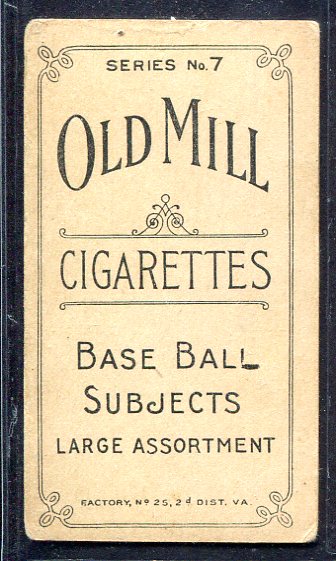 SERIES No. 7
OLD MILL
CIGARETTES
BASE BALL
SUBJECTS
LARGE ASSORTMENT
FACTORY, Nº 25, 2d DIST. VA.